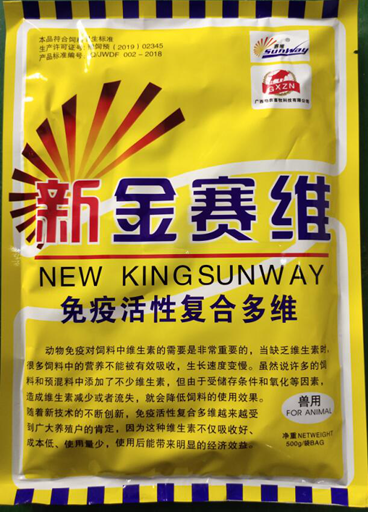 本品符合饲料卫生标准
生产许可证号 饲预（2019）02345
产品标准编号 JWDF 002－2018
赛维
Sunway
®
GXZN
新金赛维
NEW KINGSUNWAY
免疫活性复合多维
动物免疫对饲料中维生素的需要是非常重要的，当缺乏维生素时，
很多饲料中的营养不能被有效吸收，生长速度变慢。虽然说许多的饲
料和预混料中添加了不少维生素，但由于受储存条件和氧化等因素，
造成维生素减少或者流失，就会降低饲料的使用效果。
随着新技术的不断创新，免疫活性复合多维越来越受
到广大养殖户的肯定，因为这种维生素不仅吸收好、
成本低、使用量少，使用后能带来明显的经济效益。
兽用
FOR ANIMAL
净重 NETWEIGHT
500g/袋BAG